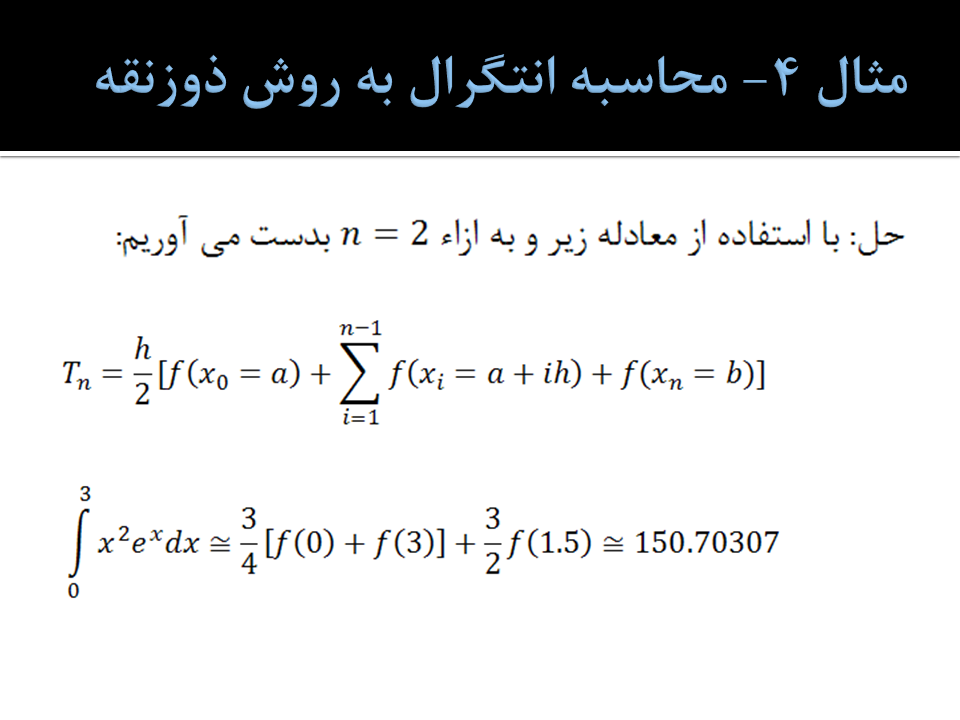 مثال ۴- محاسبه انتگرال به روش ذوزنقه
حل: با استفاده از معادله زیر و به ازاء n = 2 بدست می آوریم:
T_n = \frac{h}{2}[f(x_0 = a) + \sum_{i=1}^{n-1} f(x_i = a + ih) + f(x_n = b)]
\int_0^3 x^2 e^x dx ≅ \frac{3}{4}[f(0) + f(3)] + \frac{3}{2} f(1.5) ≅ 150.70307